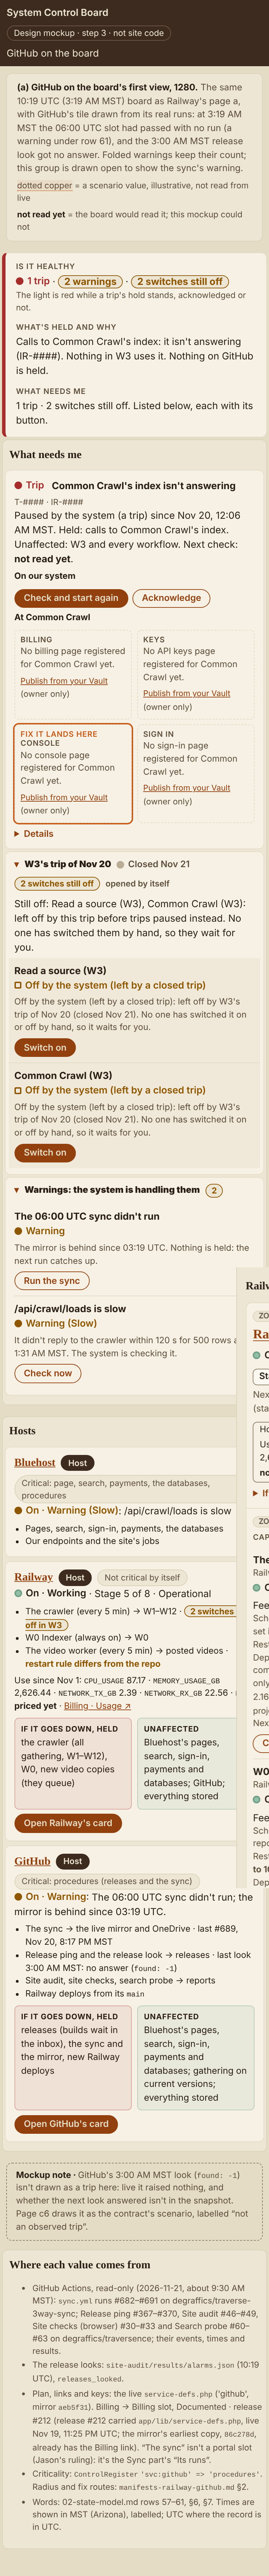 System Control Board
Design mockup · step 3 · not site code
GitHub on the board
(a) GitHub on the board's first view, 1280. The same
10:19 UTC (3:19 AM MST) board as Railway's page a,
with GitHub's tile drawn from its real runs: at 3:19 AM
MST the 06:00 UTC slot had passed with no run (a
warning under row 61), and the 3:00 AM MST release
look got no answer. Folded warnings keep their count;
this group is drawn open to show the sync's warning.
dotted copper = a scenario value, illustrative, not read from
live
not read yet = the board would read it; this mockup could
not
IS IT HEALTHY
1 trip · 2 warnings · 2 switches still off
The light is red while a trip's hold stands, acknowledged or
not.
WHAT'S HELD AND WHY
Calls to Common Crawl's index: it isn't answering
(IR-####). Nothing in W3 uses it. Nothing on GitHub
is held.
WHAT NEEDS ME
1 trip · 2 switches still off. Listed below, each with its
button.
What needs me
Trip Common Crawl's index isn't answering
T-#### · IR-####
Paused by the system (a trip) since Nov 20, 12:06
AM MST. Held: calls to Common Crawl's index.
Unaffected: W3 and every workflow. Next check:
not read yet.
On our system
Check and start again Acknowledge
At Common Crawl
BILLING
No billing page registered
for Common Crawl yet.
Publish from your Vault
(owner only)
KEYS
No API keys page
registered for Common
Crawl yet.
Publish from your Vault
(owner only)
FIX IT LANDS HERE
CONSOLE
No console page
registered for Common
Crawl yet.
Publish from your Vault
(owner only)
SIGN IN
No sign-in page
registered for Common
Crawl yet.
Publish from your Vault
(owner only)
Details
W3's trip of Nov 20 Closed Nov 21
2 switches still off opened by itself
Still off: Read a source (W3), Common Crawl (W3):
left off by this trip before trips paused instead. No
one has switched them by hand, so they wait for
you.
Read a source (W3)
Off by the system (left by a closed trip)
Off by the system (left by a closed trip): left off by W3's
trip of Nov 20 (closed Nov 21). No one has switched it on
or off by hand, so it waits for you.
Switch on
Common Crawl (W3)
Off by the system (left by a closed trip)
Off by the system (left by a closed trip): left off by W3's
trip of Nov 20 (closed Nov 21). No one has switched it on
or off by hand, so it waits for you.
Switch on
Warnings: the system is handling them 2
The 06:00 UTC sync didn't run
Warning
The mirror is behind since 03:19 UTC. Nothing is held: the
next run catches up.
Run the sync
/api/crawl/loads is slow
Warning (Slow)
It didn't reply to the crawler within 120 s 500 rows
1:31 AM MST. The system is checking it.
Check now
Hosts
Bluehost Host
Critical: page, search, payments, the databases,
procedures
On · Warning (Slow): /api/crawl/loads is slow
• Pages, search, sign-in, payments, the databases
• Our endpoints and the site's jobs
Railway Host Not critical by itself
On · Working · Stage 5 of 8 · Operational
• The crawler (every 5 min) → W1–W12 · 2 switches
off in W3
• W0 Indexer (always on) → W0
• The video worker (every 5 min) → posted videos ·
restart rule differs from the repo
Use since Nov 1: CPU_USAGE 87.17 · MEMORY_USAGE_GB
2,626.44 · NETWORK_TX_GB 2.39 · NETWORK_RX_GB 22.56 ·
priced yet · Billing · Usage ↗
IF IT GOES DOWN, HELD
the crawler (all
gathering, W1–W12),
W0, new video copies
(they queue)
UNAFFECTED
Bluehost's pages,
search, sign-in,
payments and
databases; GitHub;
everything stored
Open Railway's card
GitHub Host
Critical: procedures (releases and the sync)
On · Warning: The 06:00 UTC sync didn't run; the
mirror is behind since 03:19 UTC.
• The sync → the live mirror and OneDrive · last #689,
Nov 20, 8:17 PM MST
• Release ping and the release look → releases · last look
3:00 AM MST: no answer (found: -1)
• Site audit, site checks, search probe → reports
• Railway deploys from its main
IF IT GOES DOWN, HELD
releases (builds wait in
the inbox), the sync and
the mirror, new Railway
deploys
UNAFFECTED
Bluehost's pages,
search, sign-in,
payments and
databases; gathering on
current versions;
everything stored
Open GitHub's card
Mockup note · GitHub's 3:00 AM MST look (found: -1)
isn't drawn as a trip here: live it raised nothing, and
whether the next look answered isn't in the snapshot.
Page c6 draws it as the contract's scenario, labelled "not
an observed trip".
Where each value comes from
• GitHub Actions, read-only (2026-11-21, about 9:30 AM
MST): sync.yml runs #682–#691 on degraffics/traverse-
3way-sync; Release ping #367–#370, Site audit #46–#49,
Site checks (browser) #30–#33 and Search probe #60–
#63 on degraffics/traversence; their events, times and
results.
• The release looks: site-audit/results/alarms.json (10:19
UTC), releases_looked.
• Plan, links and keys: the live service-defs.php ('github',
mirror aeb5f31). Billing → Billing slot, Documented · release
#212 (release #212 carried app/lib/service-defs.php, live
Nov 19, 11:25 PM UTC; the mirror's earliest copy, 86c278d,
already has the Billing link). "The sync" isn't a portal slot
(Jason's ruling): it's the Sync part's "Its runs".
• Criticality: ControlRegister 'svc:github' => 'procedures'.
Radius and fix routes: manifests-railway-github.md §2.
• Words: 02-state-model.md rows 57–61, §6, §7. Times are
shown in MST (Arizona), labelled; UTC where the record is
in UTC.